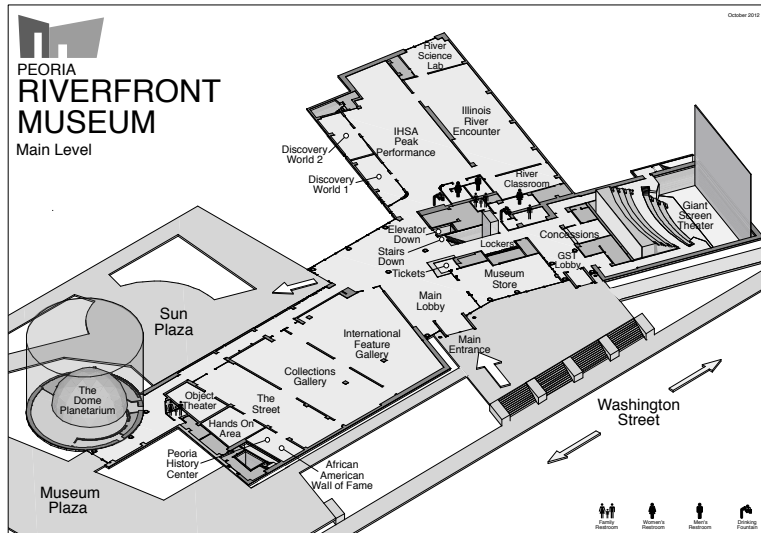 October 2012
PEORIA
RIVERFRONT
MUSEUM
Main Level
River
Science
Lab
Illinois
River
Encounter
IHSA
Peak
Performance
Discovery
World 2
Discovery
World 1
River
Classroom
Giant
Screen
Theater
Elevator
Down
Stairs
Down
Lockers
Concessions
GST
Lobby
Tickets
Museum
Store
Main
Lobby
Main
Entrance
Sun
Plaza
International
Feature
Gallery
Collections
Gallery
The
Street
The
Dome
Planetarium
Object
Theater
Hands On
Area
Peoria
History
Center
African
American
Wall of Fame
Museum
Plaza
Washington
Street
Family
Restroom
Women's
Restroom
Men's
Restroom
Drinking
Fountain